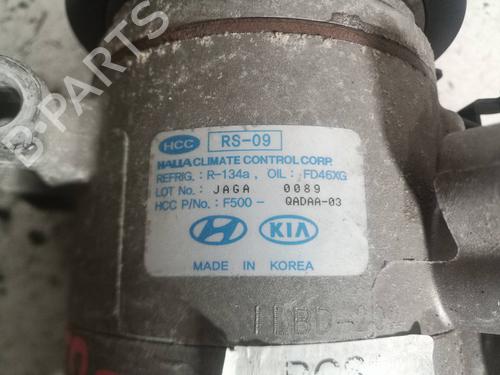 HCC RS-09
HALLA CLIMATE CONTROL CORP.
REFRIG. : R-134a, OIL : FD46XG
LOT No. : JAGA 0089
HCC P/No. : F500 - QADAA-03
KIA
MADE IN KOREA
B-PARTS